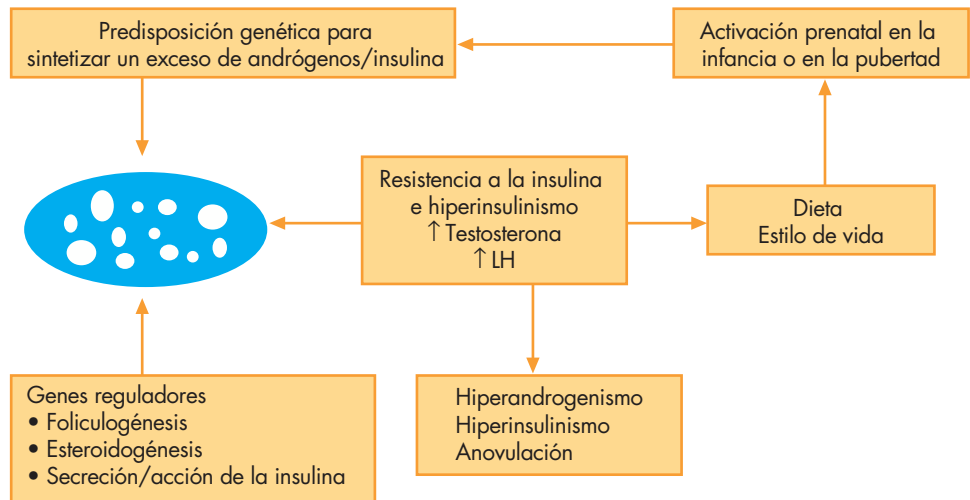 Predisposición genética para
sintetizar un exceso de andrógenos/insulina
Activación prenatal en la
infancia o en la pubertad
Resistencia a la insulina
e hiperinsulinismo
↑ Testosterona
↑ LH
Dieta
Estilo de vida
Genes reguladores
• Foliculogénesis
• Esteroidogénesis
• Secreción/acción de la insulina
Hiperandrogenismo
Hiperinsulinismo
Anovulación